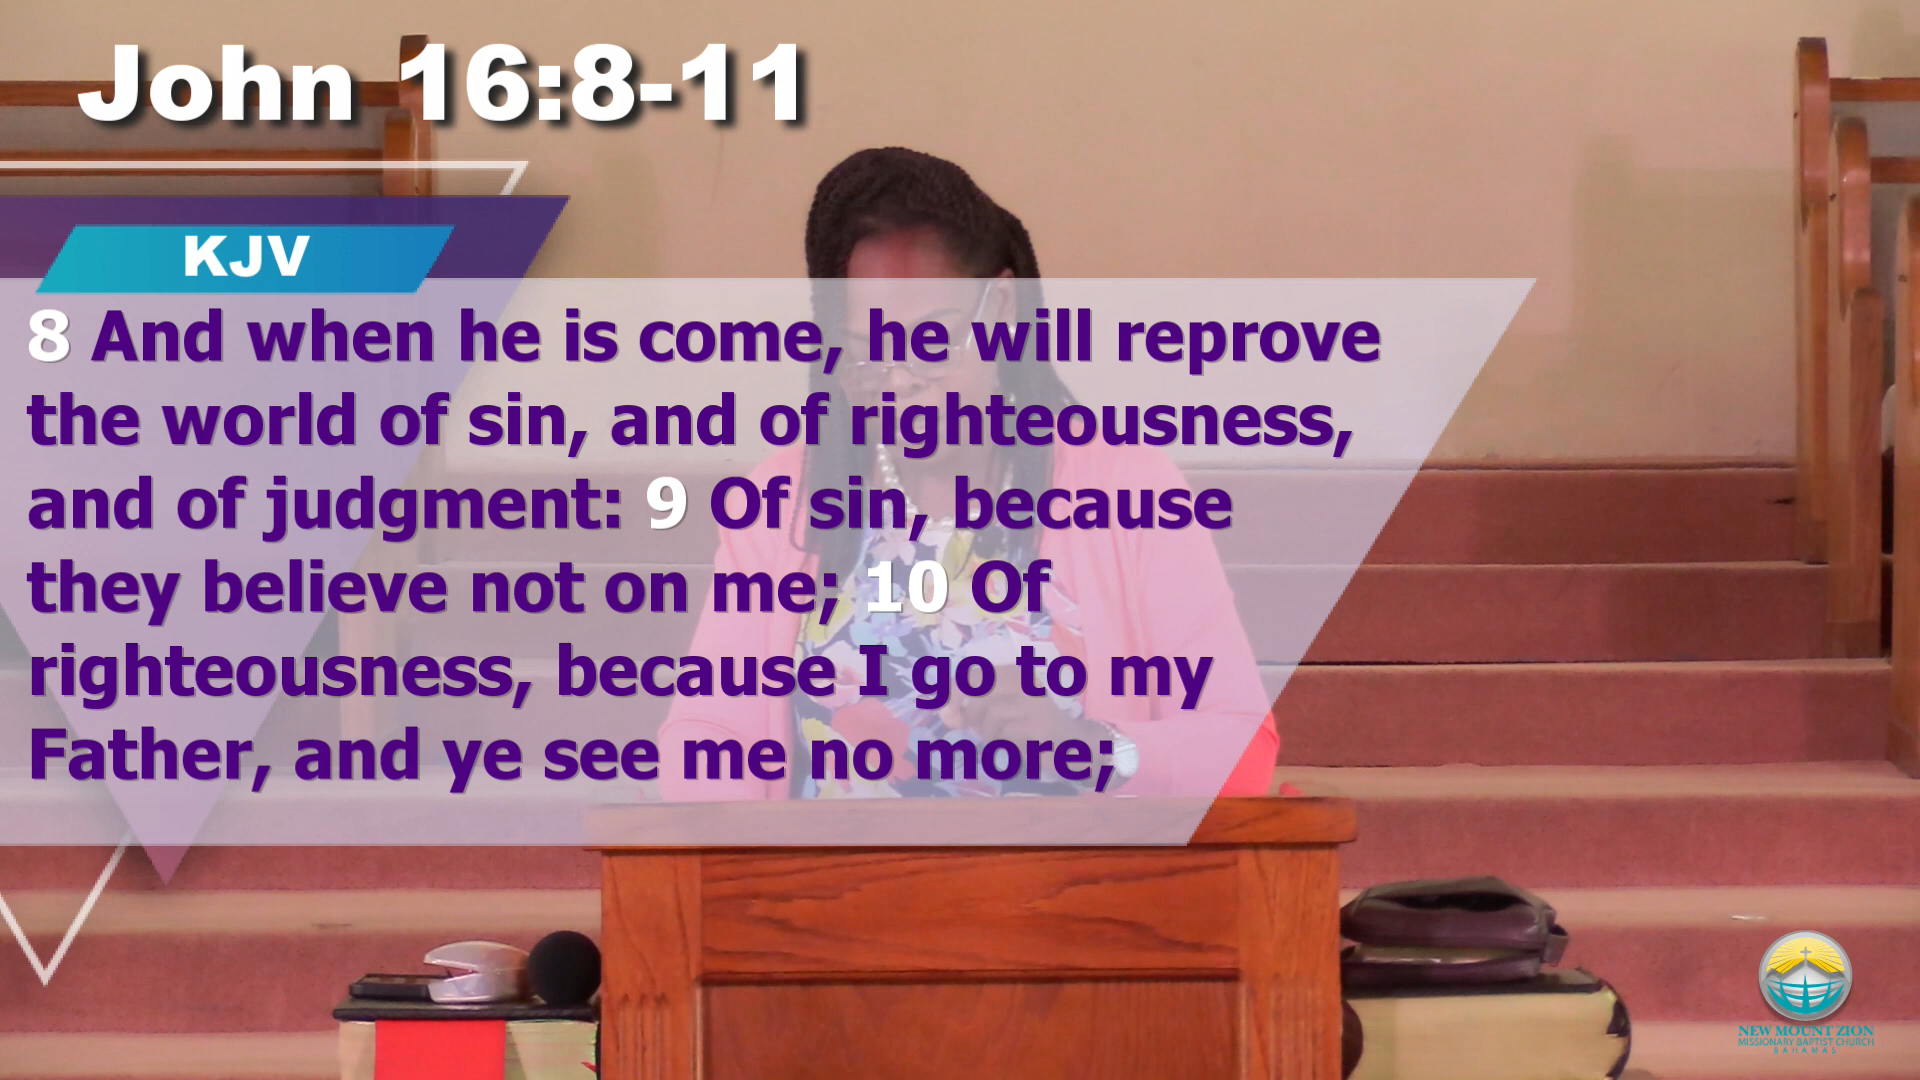 John 16:8-11
KJV
8 And when he is come, he will reprove
the world of sin, and of righteousness,
and of judgment: 9 Of sin, because
they believe not on me; 10 Of
righteousness, because I go to my
Father, and ye see me no more;
NEW MOUNT ZION
MISSIONARY BAPTIST CHURCH
BAHAMAS